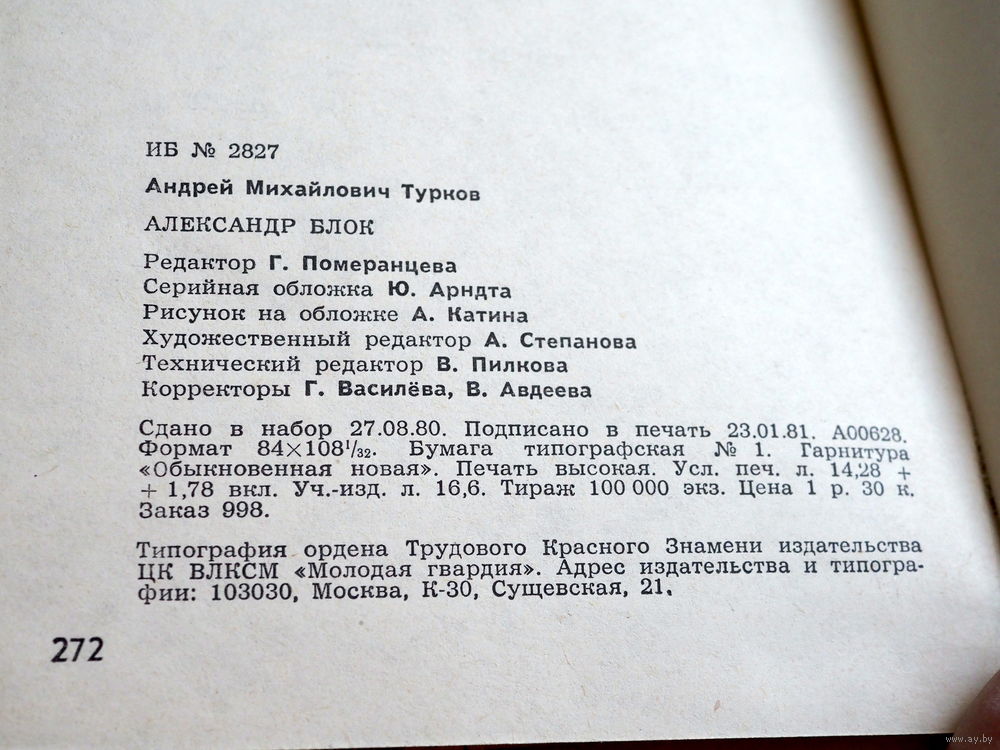 ИБ № 2827
Андрей Михайлович Турков
АЛЕКСАНДР БЛОК
Редактор Г. Померанцева
Серийная обложка Ю. Арндта
Рисунок на обложке А. Катина
Художественный редактор А. Степанова
Технический редактор В. Пилкова
Корректоры Г. Василёва, В. Авдеева
Сдано в набор 27.08.80. Подписано в печать 23.01.81. А00628.
Формат 84×108¹/₃₂. Бумага типографская № 1. Гарнитура
«Обыкновенная новая». Печать высокая. Усл. печ. л. 14,28 +
+ 1,78 вкл. Уч.-изд. л. 16,6. Тираж 100 000 экз. Цена 1 р. 30 к.
Заказ 998.
Типография ордена Трудового Красного Знамени издательства
ЦК ВЛКСМ «Молодая гвардия». Адрес издательства и типогра-
фии: 103030, Москва, К-30, Сущевская, 21.
272
www.ay.by